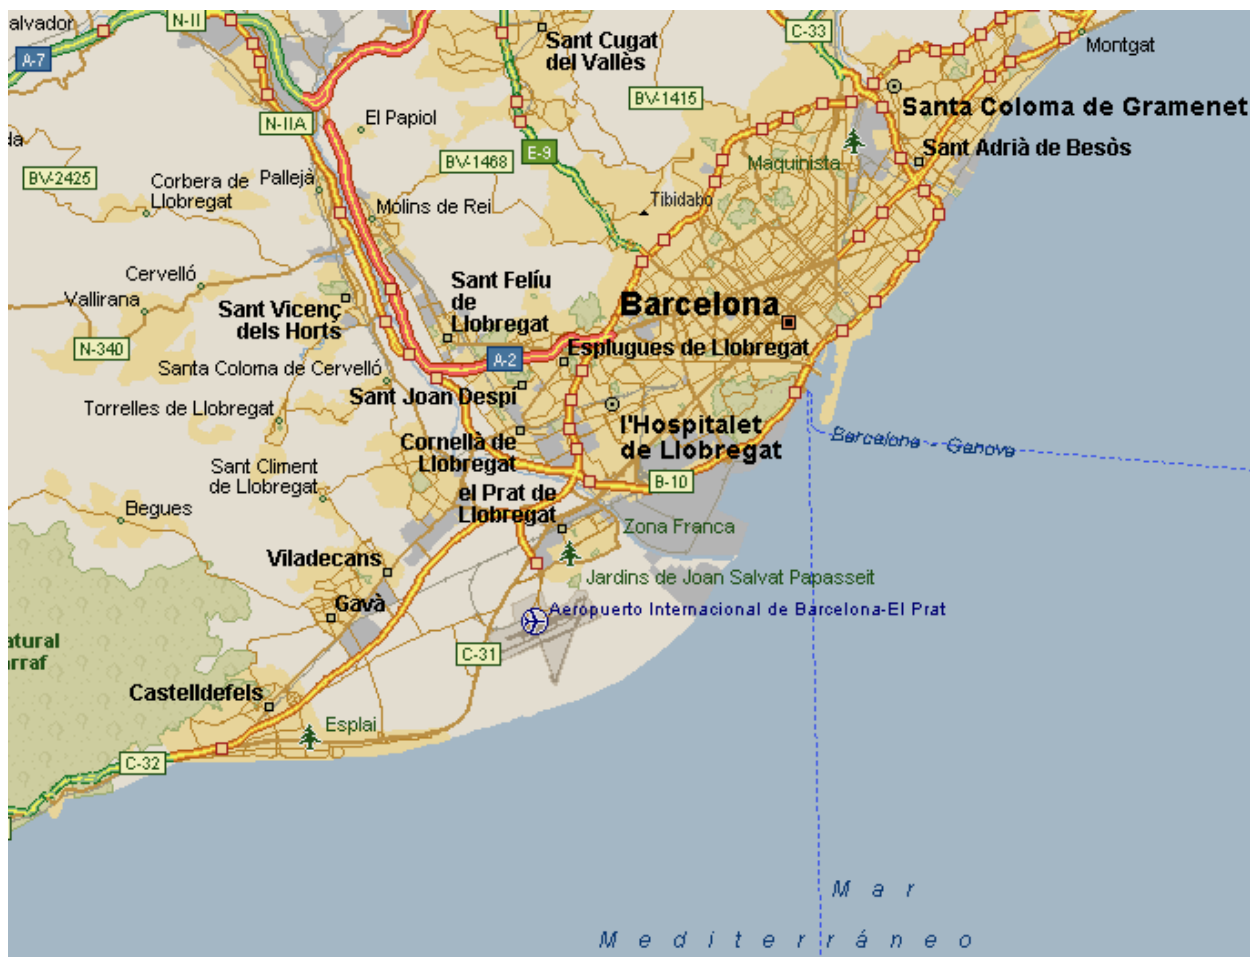 alvador
N-II
C-33
Montgat
Sant Cugat
del Vallès
A-7
BV-1415
Santa Coloma de Gramenet
El Papiol
N-IIA
Sant Adrià de Besòs
E-9
BV-1468
Maquinista
BV-2425
Corbera de
Llobregat
Pallejà
Molins de Rei
Tibidabo
Cervelló
Vallirana
Sant Vicenç
dels Horts
Sant Felíu
de
Llobregat
Barcelona
N-340
A-2
Esplugues de Llobregat
Santa Coloma de Cervelló
Sant Joan Despí
Torrelles de Llobregat
l'Hospitalet
de Llobregat
Cornellà de
Llobregat
Barcelona - Genova
Sant Climent
de Llobregat
B-10
el Prat de
Llobregat
Begues
Zona Franca
Viladecans
Jardins de Joan Salvat Papasseit
Gavà
Aeropuerto Internacional de Barcelona-El Prat
atural
arraf
C-31
Castelldefels
Esplai
C-32
Mar
Mediterráneo